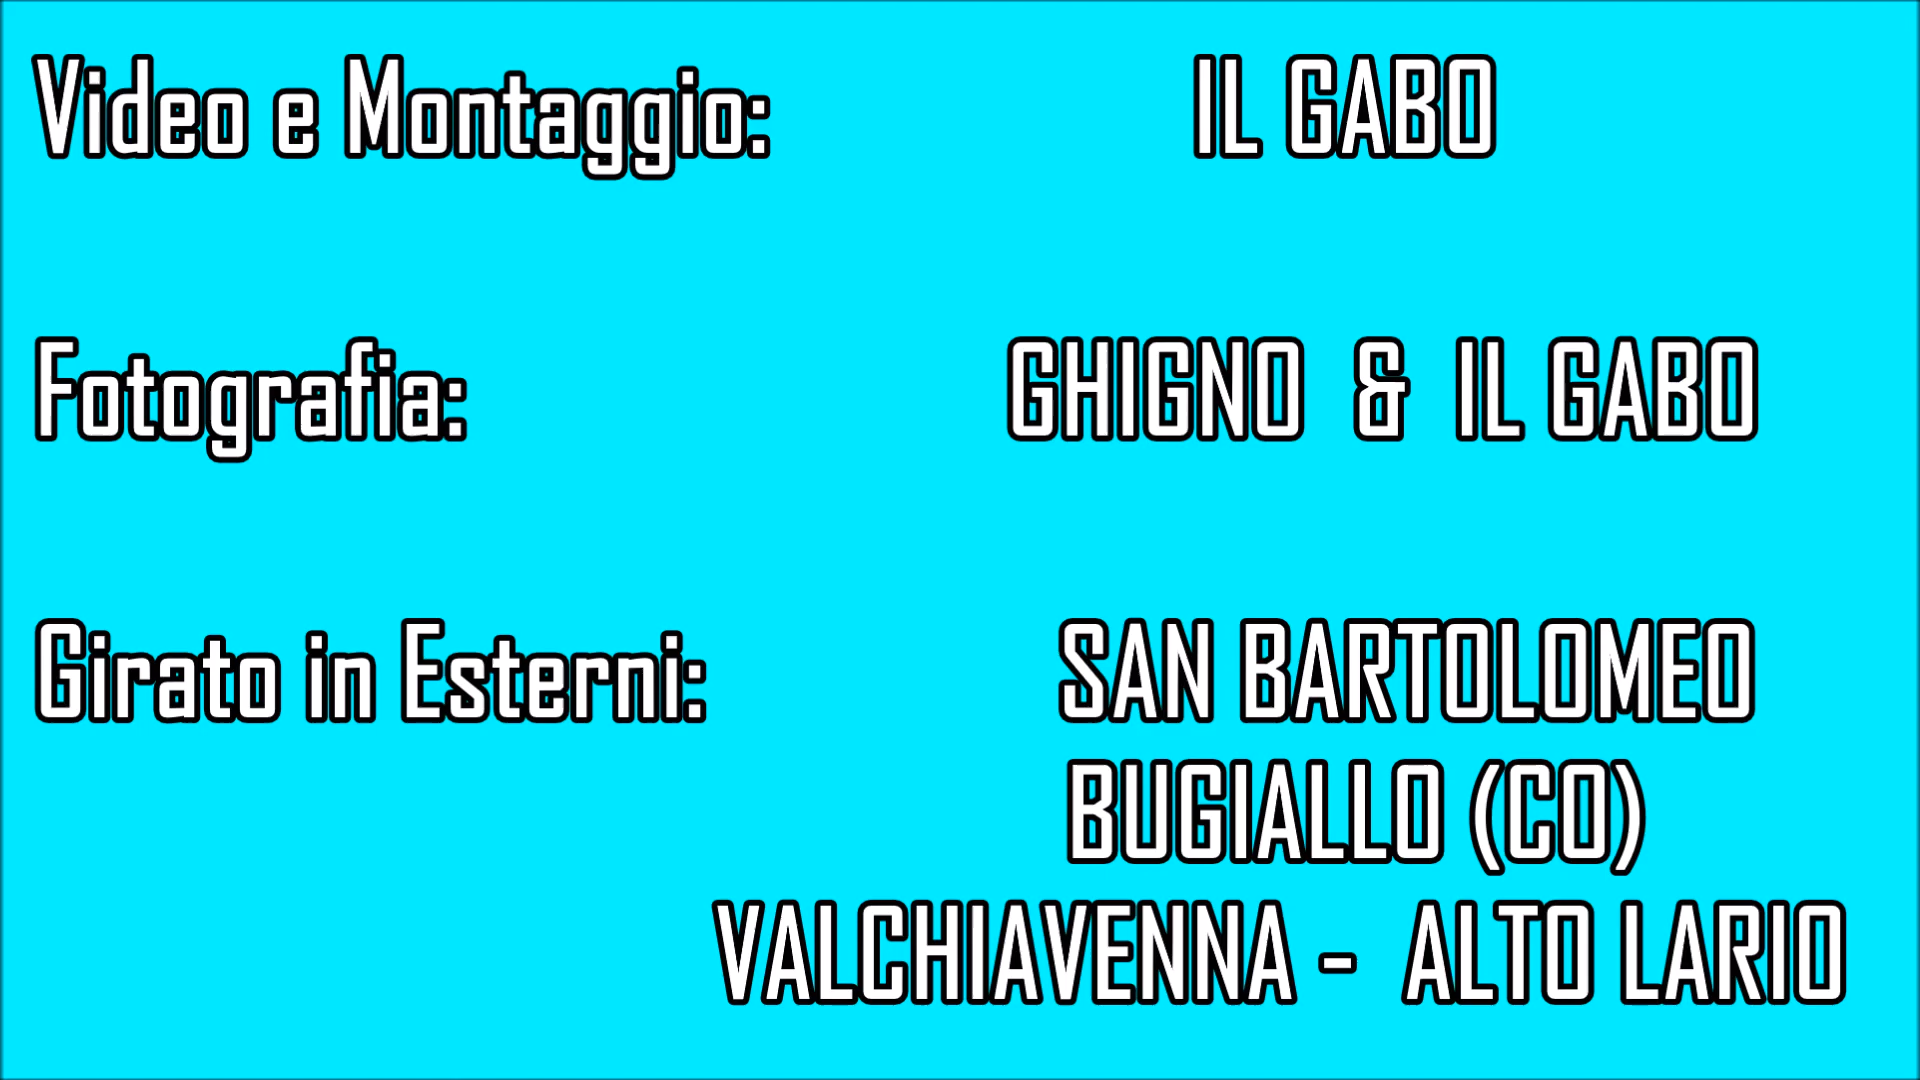 Video e Montaggio: IL GABO
Fotografia: GHIGNO & IL GABO
Girato in Esterni: SAN BARTOLOMEO
BUGIALLO (CO)
VALCHIAVENNA - ALTO LARIO